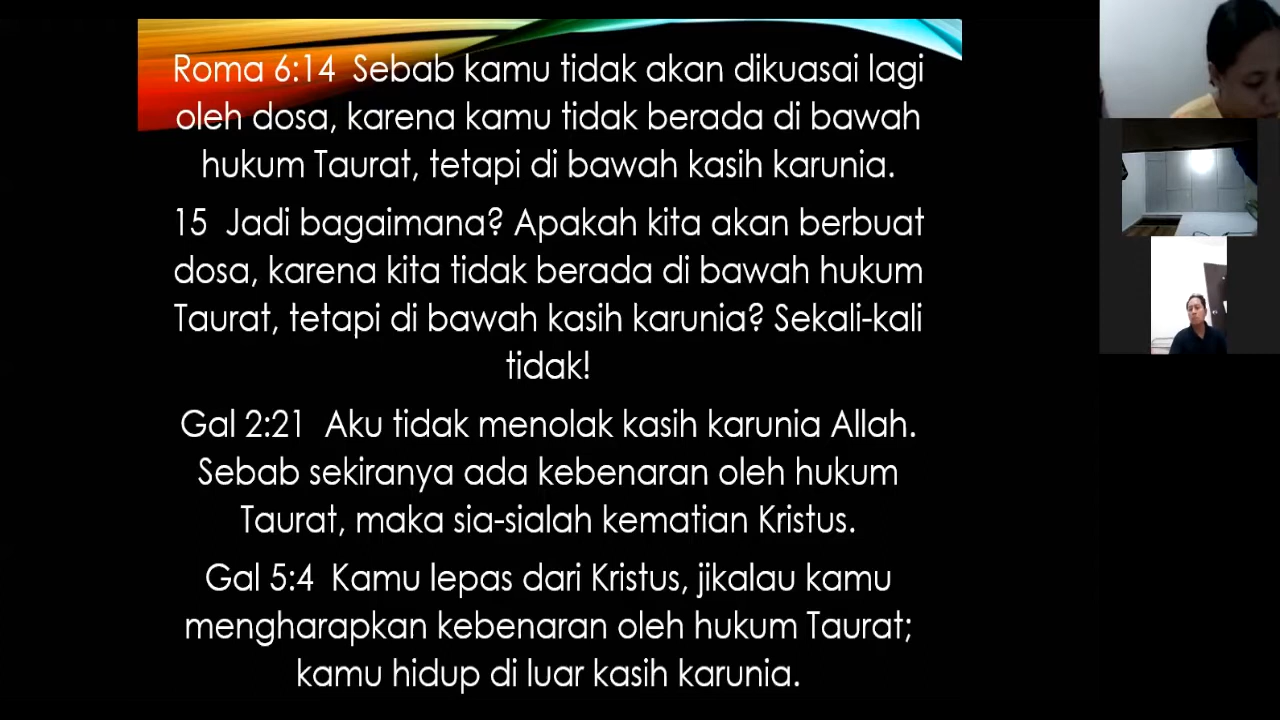 Roma 6:14 Sebab kamu tidak akan dikuasai lagi
oleh dosa, karena kamu tidak berada di bawah
hukum Taurat, tetapi di bawah kasih karunia.
15 Jadi bagaimana? Apakah kita akan berbuat
dosa, karena kita tidak berada di bawah hukum
Taurat, tetapi di bawah kasih karunia? Sekali-kali
tidak!
Gal 2:21 Aku tidak menolak kasih karunia Allah.
Sebab sekiranya ada kebenaran oleh hukum
Taurat, maka sia-sialah kematian Kristus.
Gal 5:4 Kamu lepas dari Kristus, jikalau kamu
mengharapkan kebenaran oleh hukum Taurat;
kamu hidup di luar kasih karunia.